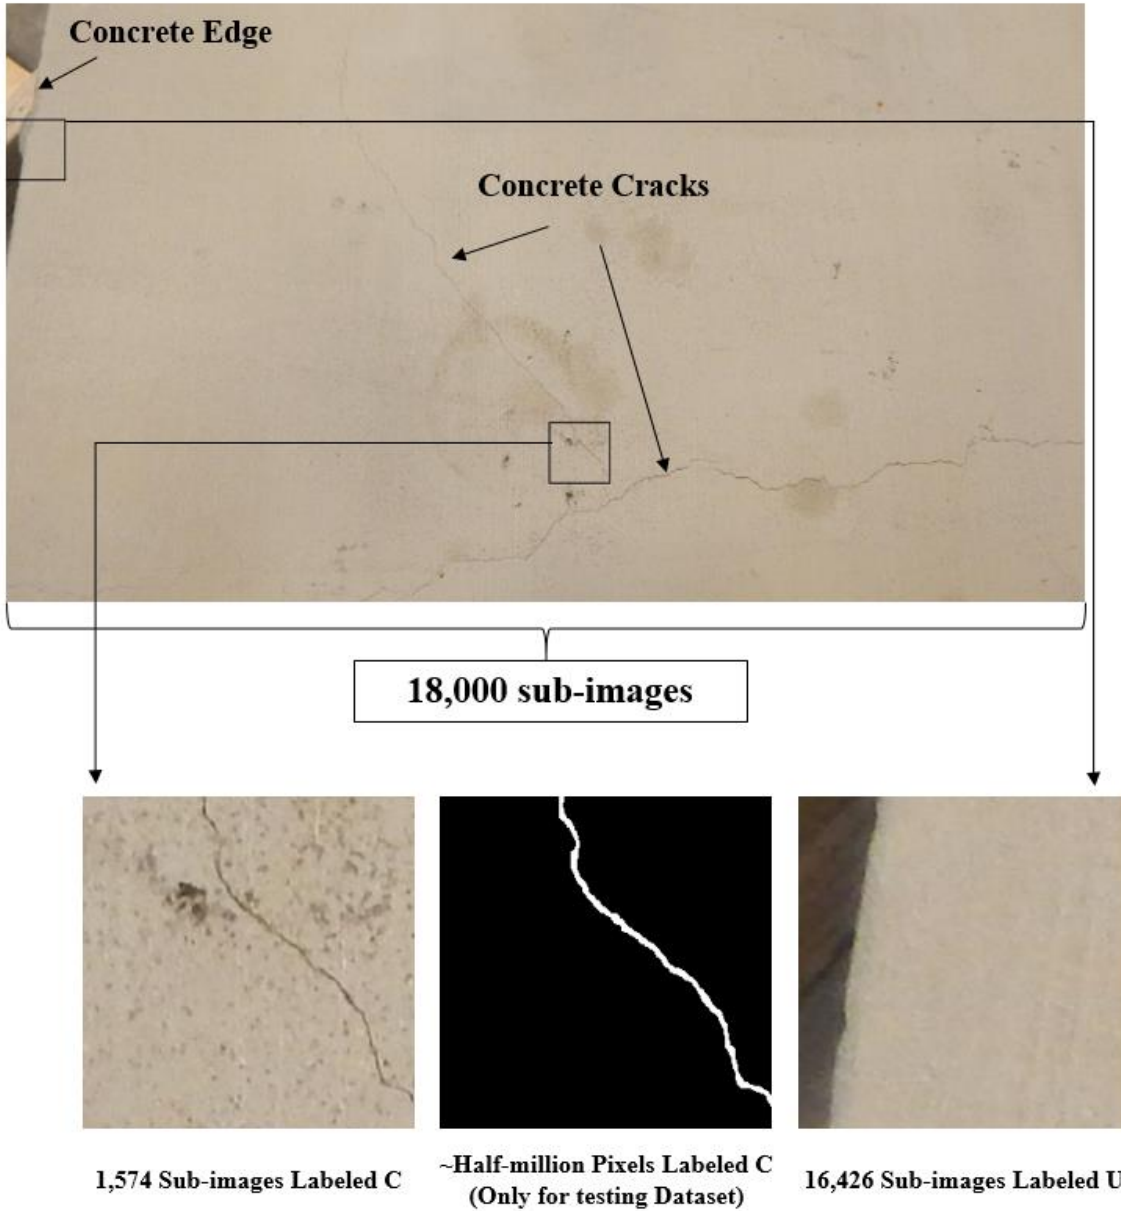 Concrete Edge
Concrete Cracks
18,000 sub-images
1,574 Sub-images Labeled C
~Half-million Pixels Labeled C
(Only for testing Dataset)
16,426 Sub-images Labeled U